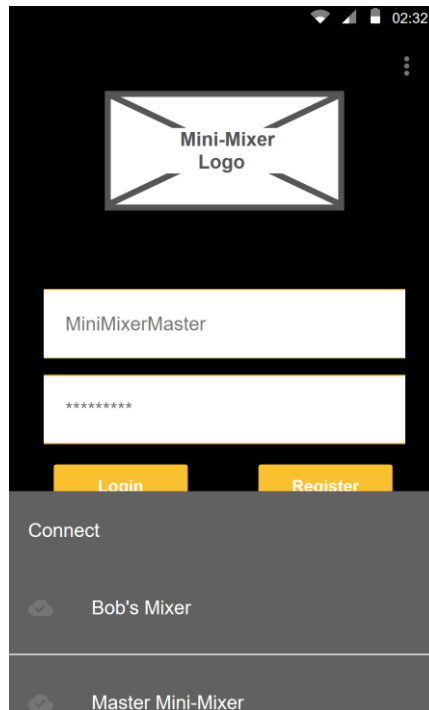 02:32
Mini-Mixer
Logo
MiniMixerMaster
*********
Login
Register
Connect
Bob's Mixer
Master Mini-Mixer